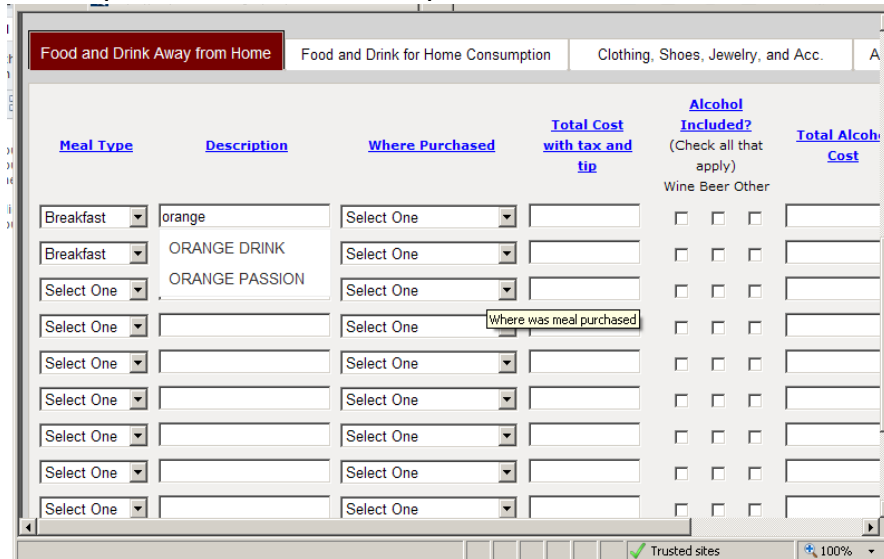 Food and Drink Away from Home Food and Drink for Home Consumption Clothing, Shoes, Jewelry, and Acc. A
Meal Type Description Where Purchased Total Cost with tax and tip Alcohol Included? (Check all that apply) Wine Beer Other Total Alcoh Cost
Breakfast orange Select One
Breakfast ORANGE DRINK Select One
Select One ORANGE PASSION Select One
Where was meal purchased
Select One Select One
Select One Select One
Select One Select One
Select One Select One
Select One Select One
Select One Select One
Trusted sites 100%